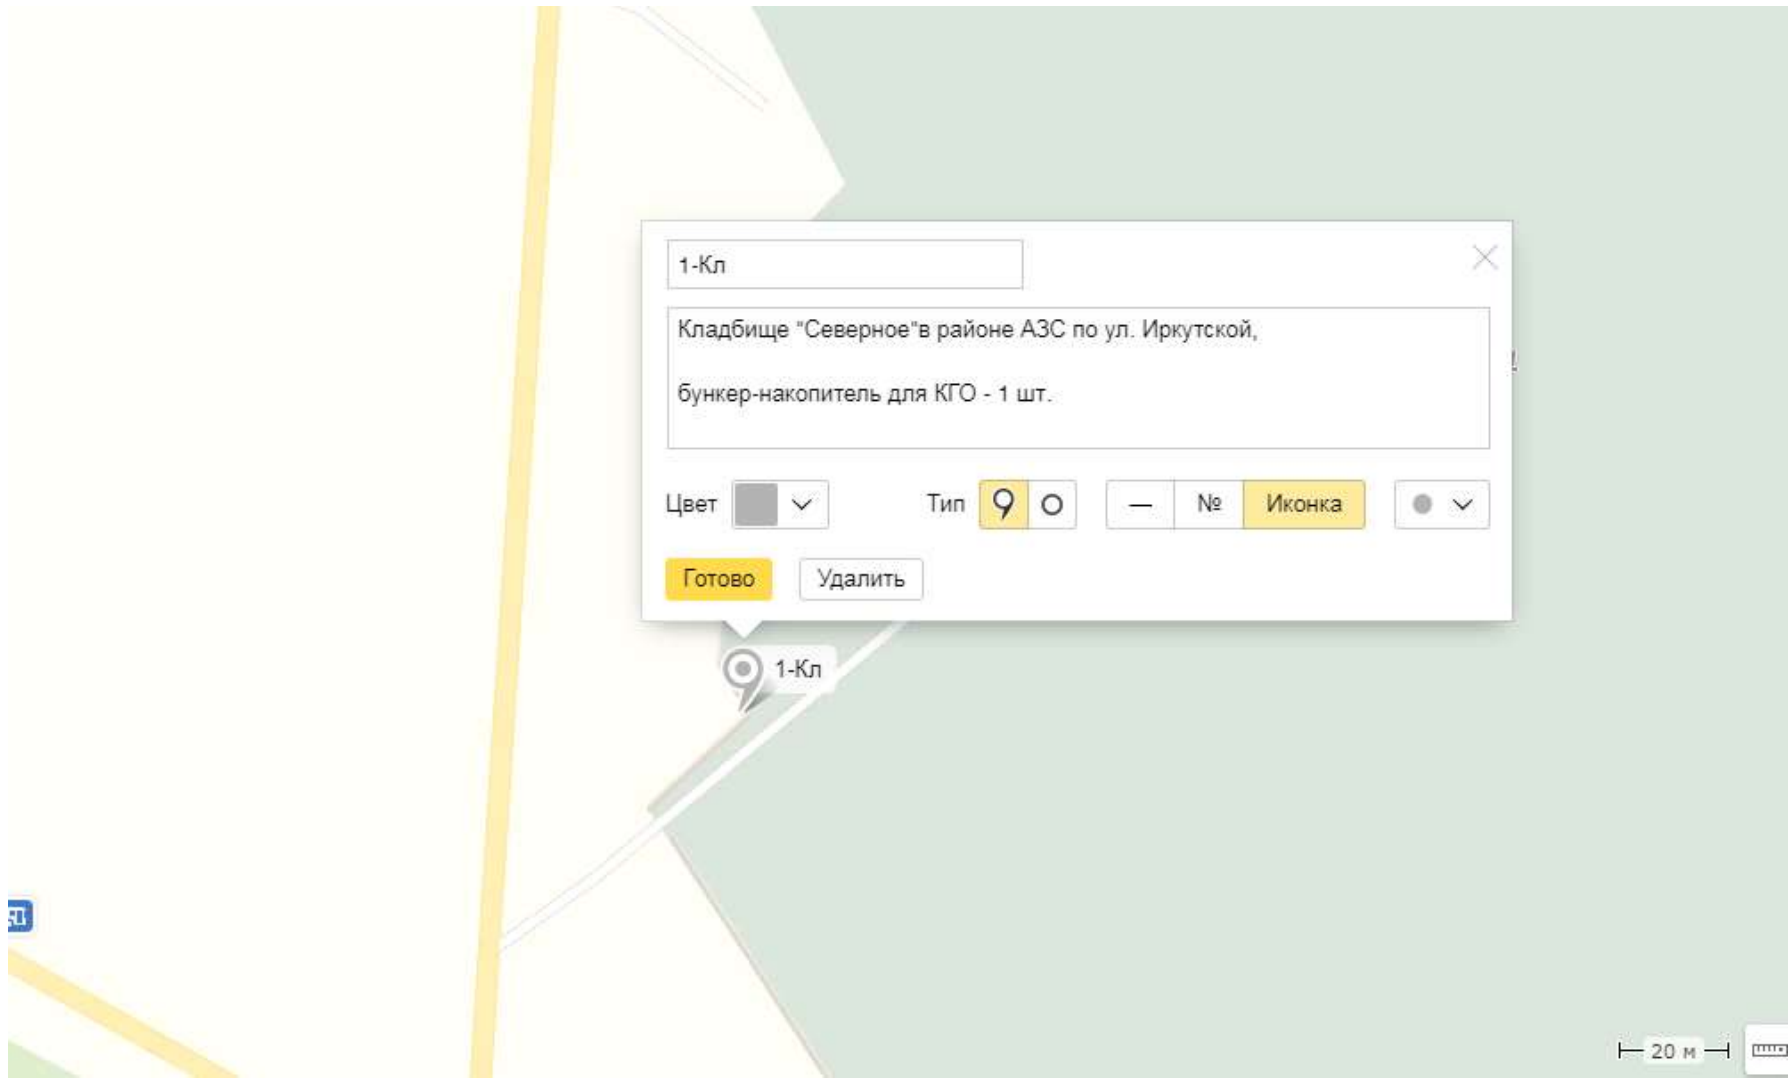 1-Кл
Кладбище "Северное"в районе АЗС по ул. Иркутской,
бункер-накопитель для КГО - 1 шт.
Цвет
Тип
— № Иконка
Готово
Удалить
1-Кл
20 м